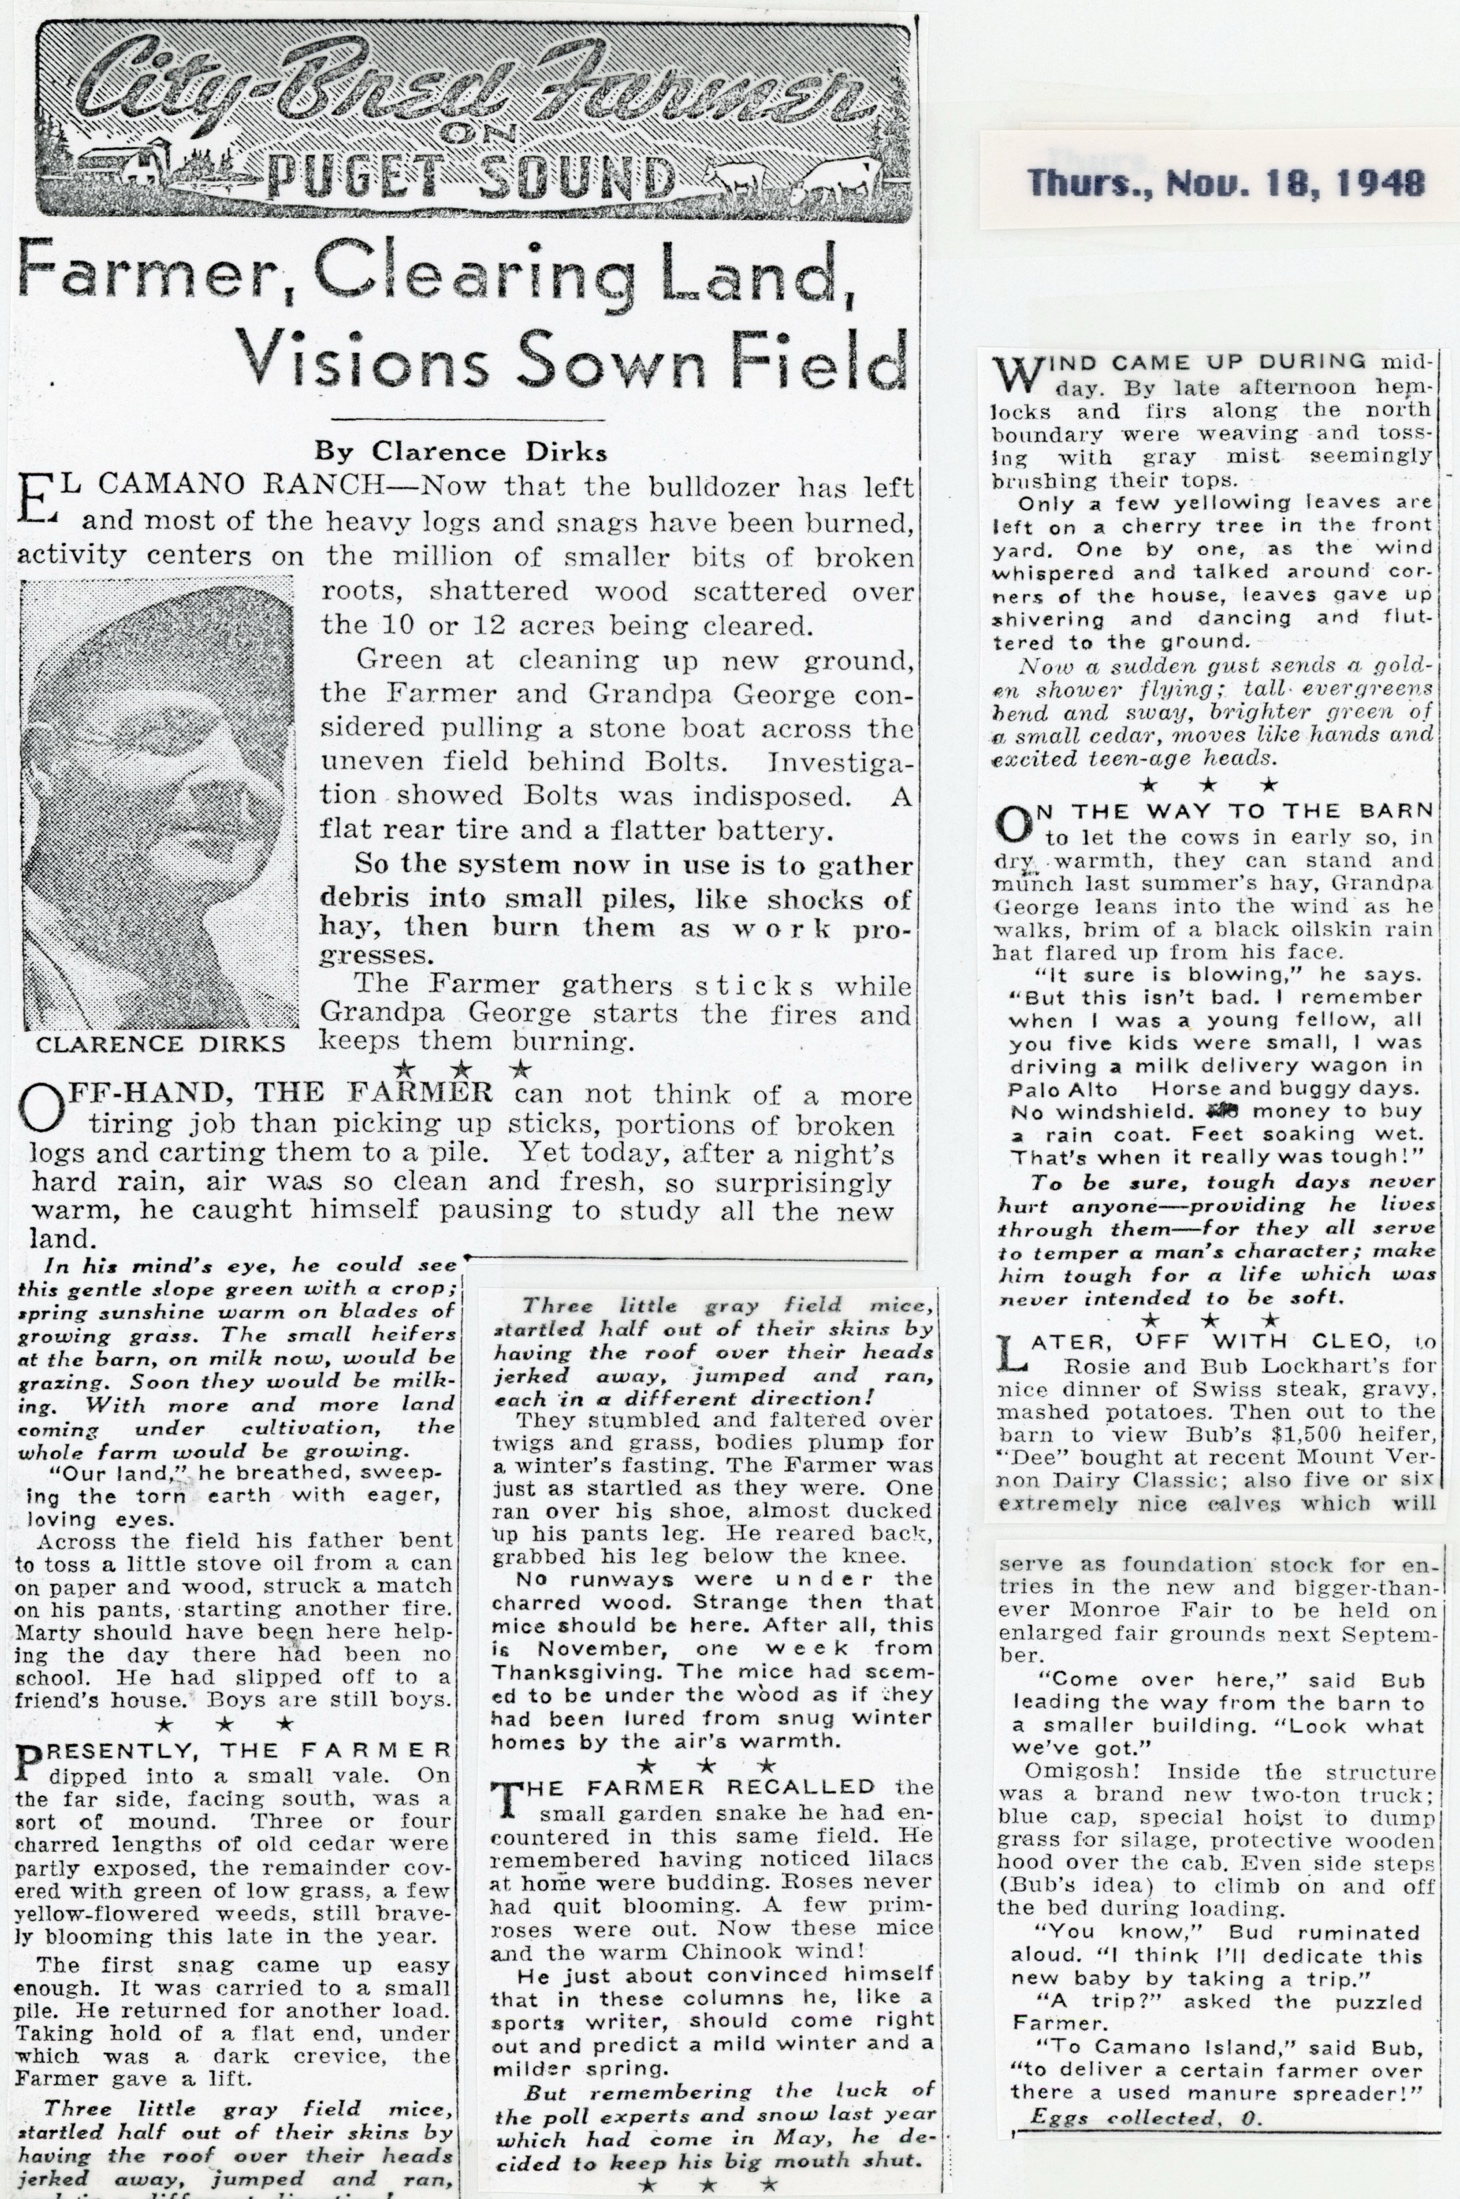 City-Bred Farmer
ON
PUGET SOUND
Thurs., Nov. 18, 1948
Farmer, Clearing Land,
Visions Sown Field
By Clarence Dirks
EL CAMANO RANCH—Now that the bulldozer has left
and most of the heavy logs and snags have been burned,
activity centers on the million of smaller bits of broken
roots, shattered wood scattered over
the 10 or 12 acres being cleared.
Green at cleaning up new ground,
the Farmer and Grandpa George con-
sidered pulling a stone boat across the
uneven field behind Bolts. Investiga-
tion showed Bolts was indisposed. A
flat rear tire and a flatter battery.
So the system now in use is to gather
debris into small piles, like shocks of
hay, then burn them as work pro-
gresses.
The Farmer gathers sticks while
Grandpa George starts the fires and
keeps them burning.
CLARENCE DIRKS
★ ★ ★
OFF-HAND, THE FARMER can not think of a more
tiring job than picking up sticks, portions of broken
logs and carting them to a pile. Yet today, after a night's
hard rain, air was so clean and fresh, so surprisingly
warm, he caught himself pausing to study all the new
land.
In his mind's eye, he could see
this gentle slope green with a crop;
spring sunshine warm on blades of
growing grass. The small heifers
at the barn, on milk now, would be
grazing. Soon they would be milk-
ing. With more and more land
coming under cultivation, the
whole farm would be growing.
"Our land," he breathed, sweep-
ing the torn earth with eager,
loving eyes.
Across the field his father bent
to toss a little stove oil from a can
on paper and wood, struck a match
on his pants, starting another fire.
Marty should have been here help-
ing the day there had been no
school. He had slipped off to a
friend's house. Boys are still boys.
★ ★ ★
PRESENTLY, THE FARMER
dipped into a small vale. On
the far side, facing south, was a
sort of mound. Three or four
charred lengths of old cedar were
partly exposed, the remainder cov-
ered with green of low grass, a few
yellow-flowered weeds, still brave-
ly blooming this late in the year.
The first snag came up easy
enough. It was carried to a small
pile. He returned for another load.
Taking hold of a flat end, under
which was a dark crevice, the
Farmer gave a lift.
Three little gray field mice,
startled half out of their skins by
having the roof over their heads
jerked away, jumped and ran,
Three little gray field mice,
startled half out of their skins by
having the roof over their heads
jerked away, jumped and ran,
each in a different direction!
They stumbled and faltered over
twigs and grass, bodies plump for
a winter's fasting. The Farmer was
just as startled as they were. One
ran over his shoe, almost ducked
up his pants leg. He reared back,
grabbed his leg below the knee.
No runways were under the
charred wood. Strange then that
mice should be here. After all, this
is November, one week from
Thanksgiving. The mice had seem-
ed to be under the wood as if they
had been lured from snug winter
homes by the air's warmth.
★ ★ ★
THE FARMER RECALLED the
small garden snake he had en-
countered in this same field. He
remembered having noticed lilacs
at home were budding. Roses never
had quit blooming. A few prim-
roses were out. Now these mice
and the warm Chinook wind!
He just about convinced himself
that in these columns he, like a
sports writer, should come right
out and predict a mild winter and a
milder spring.
But remembering the luck of
the poll experts and snow last year
which had come in May, he de-
cided to keep his big mouth shut.
★ ★ ★
WIND CAME UP DURING mid-
day. By late afternoon hem-
locks and firs along the north
boundary were weaving and toss-
ing with gray mist seemingly
brushing their tops.
Only a few yellowing leaves are
left on a cherry tree in the front
yard. One by one, as the wind
whispered and talked around cor-
ners of the house, leaves gave up
shivering and dancing and flut-
tered to the ground.
Now a sudden gust sends a gold-
en shower flying; tall evergreens
bend and sway, brighter green of
a small cedar, moves like hands and
excited teen-age heads.
★ ★ ★
ON THE WAY TO THE BARN
to let the cows in early so, in
dry warmth, they can stand and
munch last summer's hay, Grandpa
George leans into the wind as he
walks, brim of a black oilskin rain
hat flared up from his face.
"It sure is blowing," he says.
"But this isn't bad. I remember
when I was a young fellow, all
you five kids were small, I was
driving a milk delivery wagon in
Palo Alto Horse and buggy days.
No windshield. money to buy
a rain coat. Feet soaking wet.
That's when it really was tough!"
To be sure, tough days never
hurt anyone—providing he lives
through them—for they all serve
to temper a man's character; make
him tough for a life which was
never intended to be soft.
★ ★ ★
LATER, OFF WITH CLEO, to
Rosie and Bub Lockhart's for
nice dinner of Swiss steak, gravy,
mashed potatoes. Then out to the
barn to view Bub's $1,500 heifer,
"Dee" bought at recent Mount Ver-
non Dairy Classic; also five or six
extremely nice calves which will
serve as foundation stock for en-
tries in the new and bigger-than-
ever Monroe Fair to be held on
enlarged fair grounds next Septem-
ber.
"Come over here," said Bub
leading the way from the barn to
a smaller building. "Look what
we've got."
Omigosh! Inside the structure
was a brand new two-ton truck;
blue cap, special hoist to dump
grass for silage, protective wooden
hood over the cab. Even side steps
(Bub's idea) to climb on and off
the bed during loading.
"You know," Bud ruminated
aloud. "I think I'll dedicate this
new baby by taking a trip."
"A trip?" asked the puzzled
Farmer.
"To Camano Island," said Bub,
"to deliver a certain farmer over
there a used manure spreader!"
Eggs collected, 0.